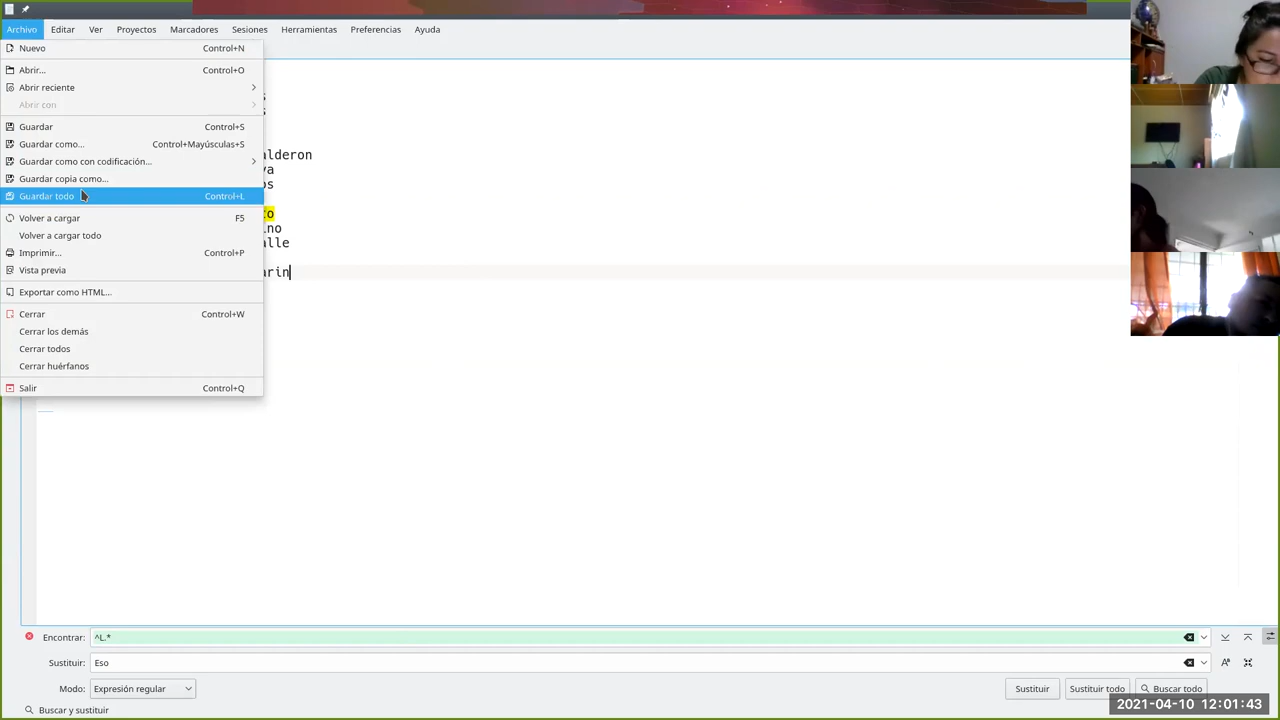 Archivo Editar Ver Proyectos Marcadores Sesiones Herramientas Preferencias Ayuda
Nuevo Control+N
Abrir... Control+O
Abrir reciente
Abrir con
Guardar Control+S
Guardar como... Control+Mayúsculas+S
Guardar como con codificación...
Guardar copia como...
Guardar todo Control+L
Volver a cargar F5
Volver a cargar todo
Imprimir... Control+P
Vista previa
Exportar como HTML...
Cerrar Control+W
Cerrar los demás
Cerrar todos
Cerrar huérfanos
Salir Control+Q
s
s
alderon
va
os
to
ino
alle
arin
Encontrar: ^L.*
Sustituir: Eso
Modo: Expresión regular Sustituir Sustituir todo Buscar todo
Buscar y sustituir
2021-04-10 12:01:43